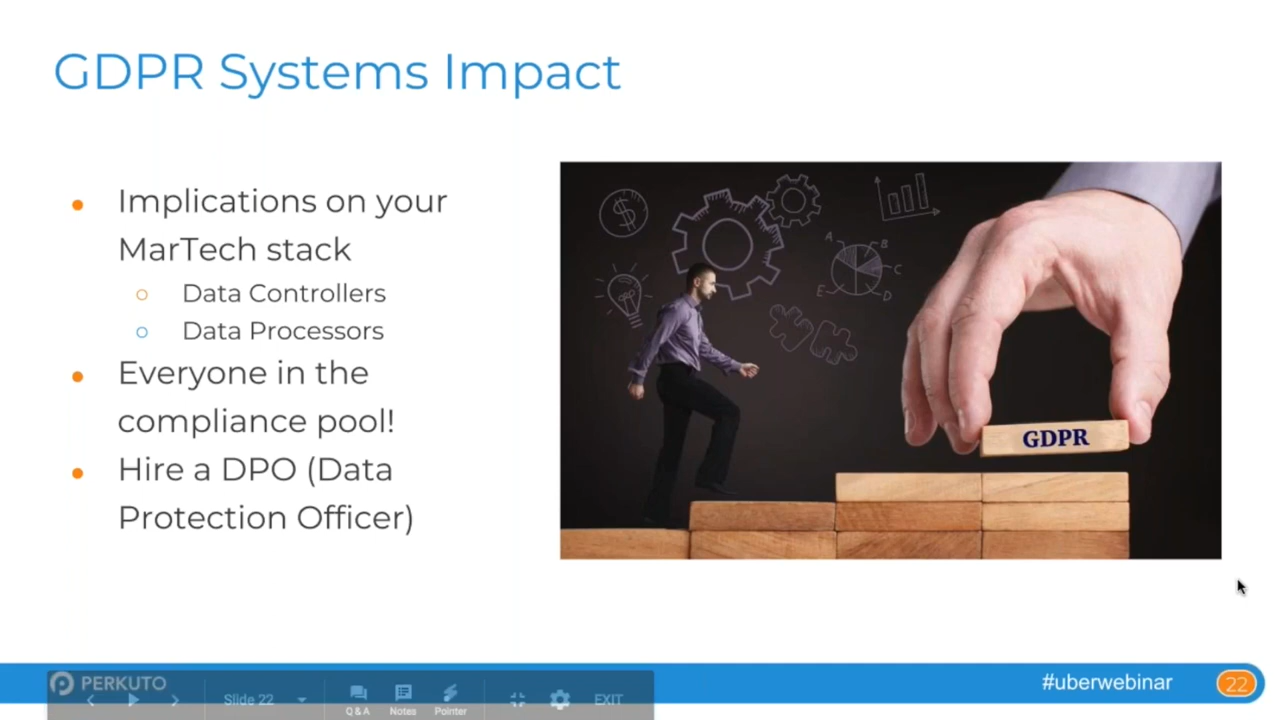 GDPR Systems Impact
Implications on your
MarTech stack
Data Controllers
Data Processors
Everyone in the
compliance pool!
Hire a DPO (Data
Protection Officer)
$
A
B
C
D
E
GDPR
PERKUTO
Slide 22
Q & A
Notes
Pointer
EXIT
#uberwebinar
22